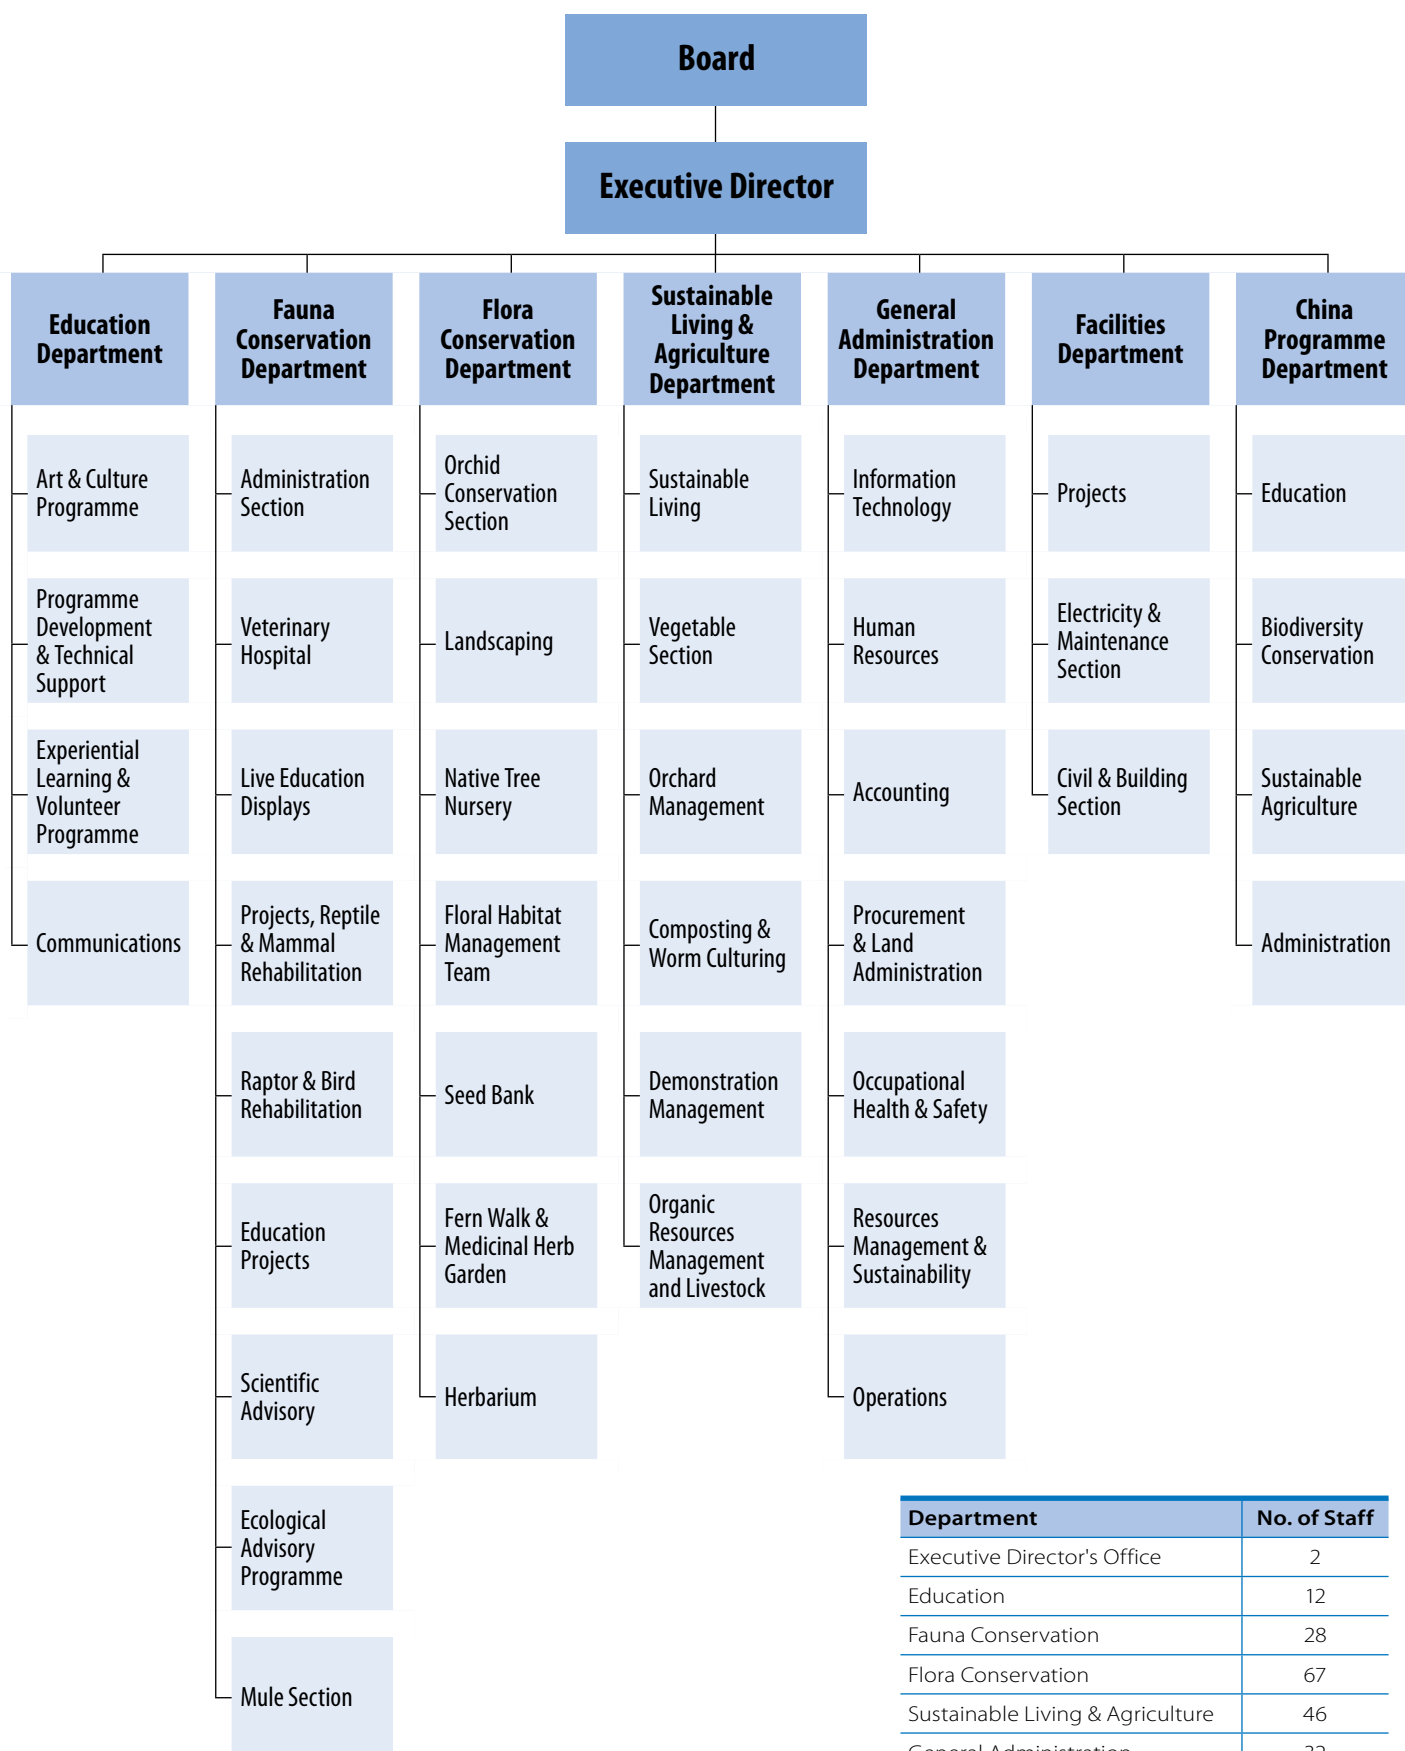 Board
Executive Director
Education
Department
Fauna
Conservation
Department
Flora
Conservation
Department
Sustainable
Living &
Agriculture
Department
General
Administration
Department
Facilities
Department
China
Programme
Department
Art & Culture
Programme
Programme
Development
& Technical
Support
Experiential
Learning &
Volunteer
Programme
Communications
Administration
Section
Veterinary
Hospital
Live Education
Displays
Projects, Reptile
& Mammal
Rehabilitation
Raptor & Bird
Rehabilitation
Education
Projects
Scientific
Advisory
Ecological
Advisory
Programme
Mule Section
Orchid
Conservation
Section
Landscaping
Native Tree
Nursery
Floral Habitat
Management
Team
Seed Bank
Fern Walk &
Medicinal Herb
Garden
Herbarium
Sustainable
Living
Vegetable
Section
Orchard
Management
Composting &
Worm Culturing
Demonstration
Management
Organic
Resources
Management
and Livestock
Information
Technology
Human
Resources
Accounting
Procurement
& Land
Administration
Occupational
Health & Safety
Resources
Management &
Sustainability
Operations
Projects
Electricity &
Maintenance
Section
Civil & Building
Section
Education
Biodiversity
Conservation
Sustainable
Agriculture
Administration
Department No. of Staff
Executive Director's Office 2
Education 12
Fauna Conservation 28
Flora Conservation 67
Sustainable Living & Agriculture 46
General Administration 32